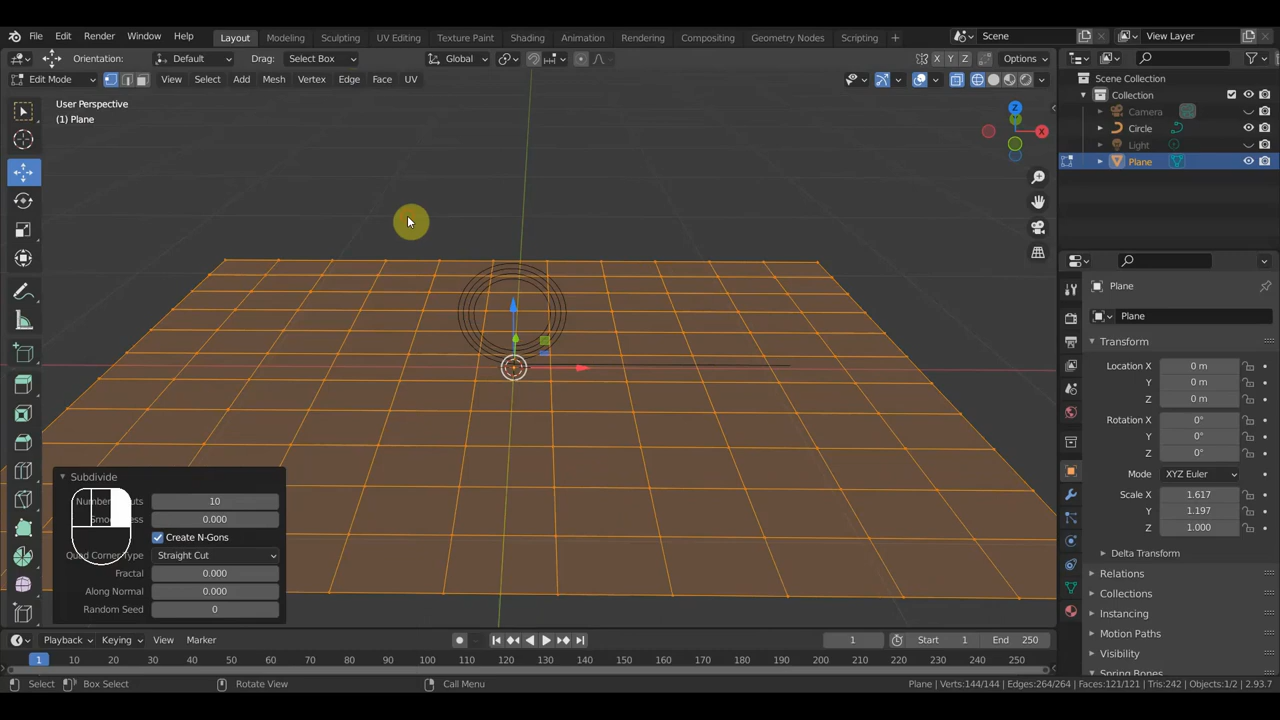 File Edit Render Window Help Layout Modeling Sculpting UV Editing Texture Paint Shading Animation Rendering Compositing Geometry Nodes Scripting + Scene View Layer
Orientation: Default Drag: Select Box Global X Y Z Options
Edit Mode View Select Add Mesh Vertex Edge Face UV
User Perspective
(1) Plane
Z
X
Scene Collection
Collection
Camera
Circle
Light
Plane
Plane
Plane
Transform
Location X 0 m
Y 0 m
Z 0 m
Rotation X 0°
Y 0°
Z 0°
Mode XYZ Euler
Scale X 1.617
Y 1.197
Z 1.000
Delta Transform
Relations
Collections
Instancing
Motion Paths
Visibility
Spring Bones
Subdivide
10
0.000
Create N-Gons
Straight Cut
Fractal 0.000
Along Normal 0.000
Random Seed 0
Playback Keying View Marker 1 Start 1 End 250
1 10 20 30 40 50 60 70 80 90 100 110 120 130 140 150 160 170 180 190 200 210 220 230 240 250
Select Box Select Rotate View Call Menu Plane | Verts:144/144 | Edges:264/264 | Faces:121/121 | Tris:242 | Objects:1/2 | 2.93.7